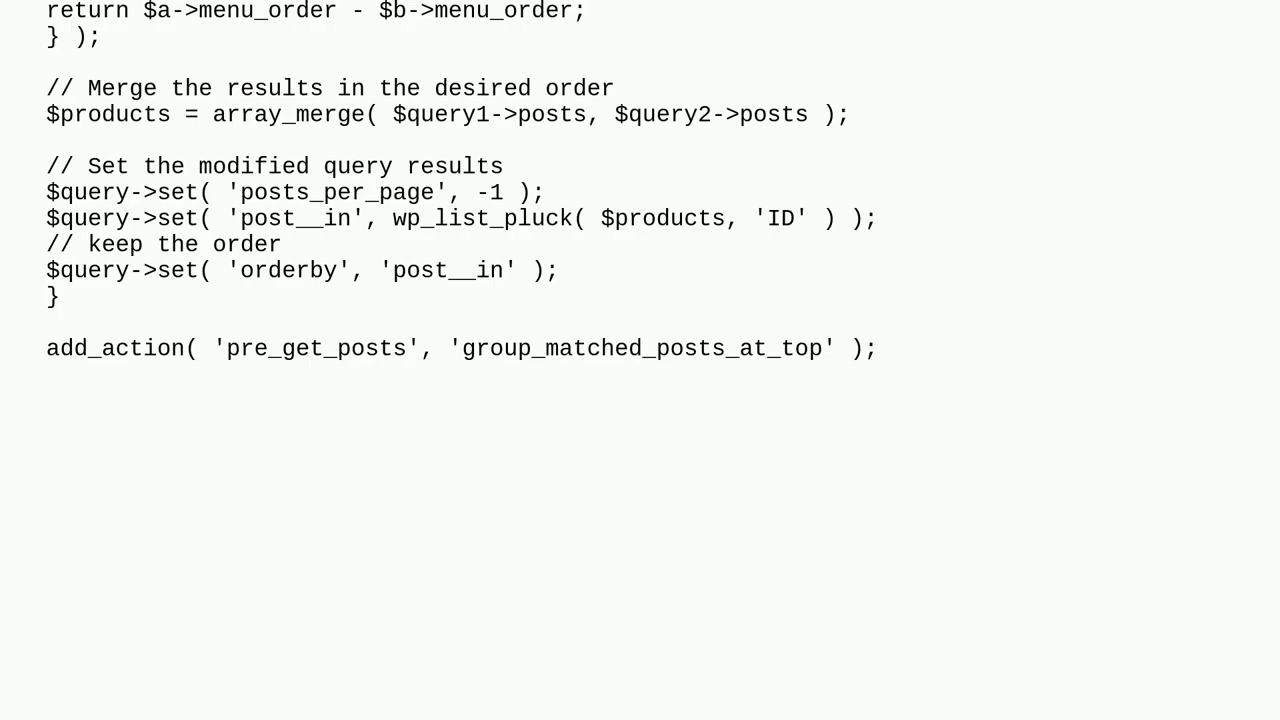 return $a->menu_order - $b->menu_order;
} );
// Merge the results in the desired order
$products = array_merge( $query1->posts, $query2->posts );
// Set the modified query results
$query->set( 'posts_per_page', -1 );
$query->set( 'post__in', wp_list_pluck( $products, 'ID' ) );
// keep the order
$query->set( 'orderby', 'post__in' );
}
add_action( 'pre_get_posts', 'group_matched_posts_at_top' );